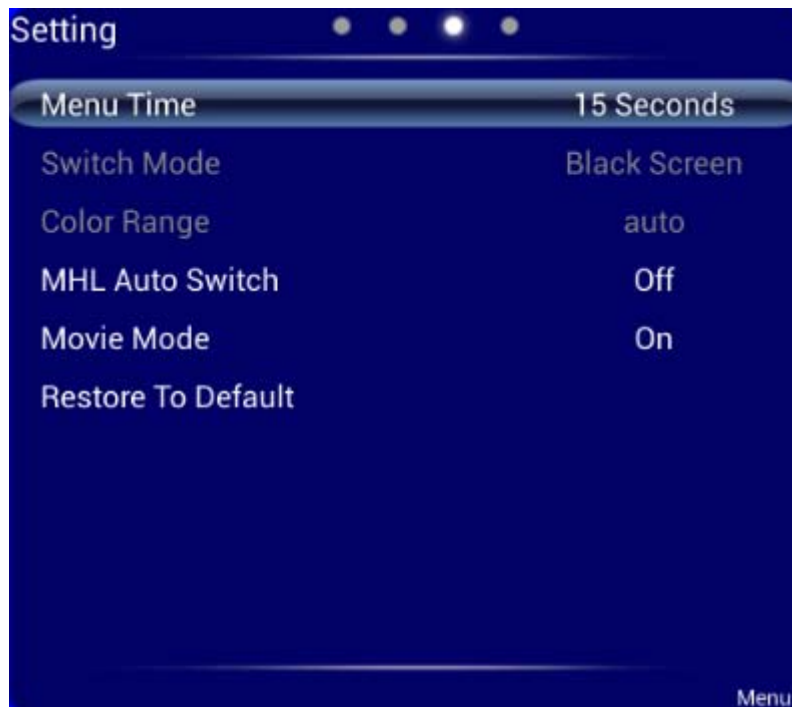 Setting
Menu Time 15 Seconds
Switch Mode Black Screen
Color Range auto
MHL Auto Switch Off
Movie Mode On
Restore To Default
Menu